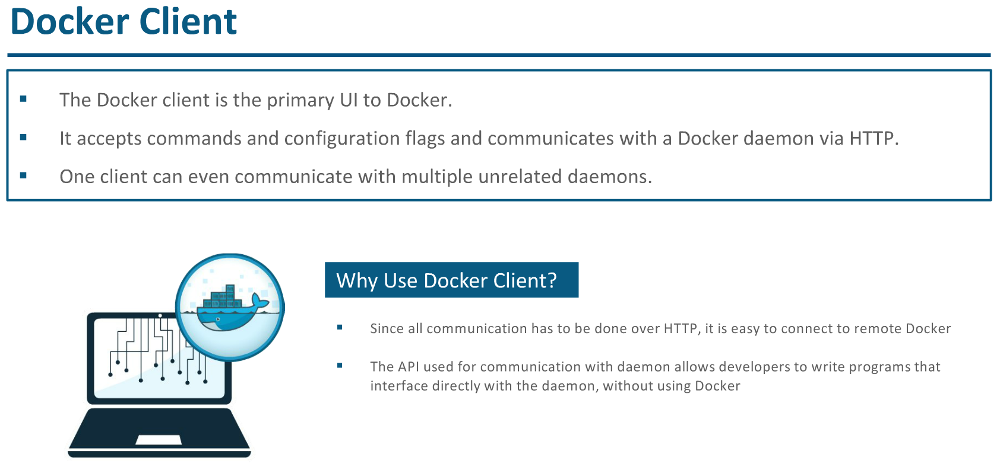 Docker Client
▪ The Docker client is the primary UI to Docker.
▪ It accepts commands and configuration flags and communicates with a Docker daemon via HTTP.
▪ One client can even communicate with multiple unrelated daemons.
Why Use Docker Client?
▪ Since all communication has to be done over HTTP, it is easy to connect to remote Docker
▪ The API used for communication with daemon allows developers to write programs that
interface directly with the daemon, without using Docker